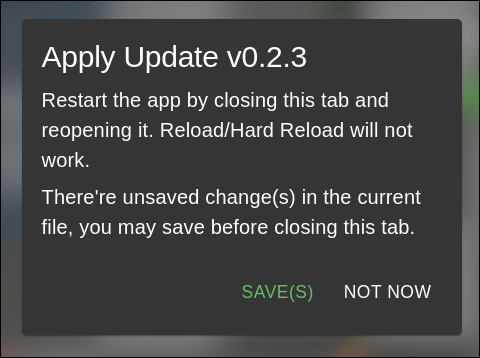 Apply Update v0.2.3
Restart the app by closing this tab and
reopening it. Reload/Hard Reload will not
work.
There're unsaved change(s) in the current
file, you may save before closing this tab.
SAVE(S) NOT NOW